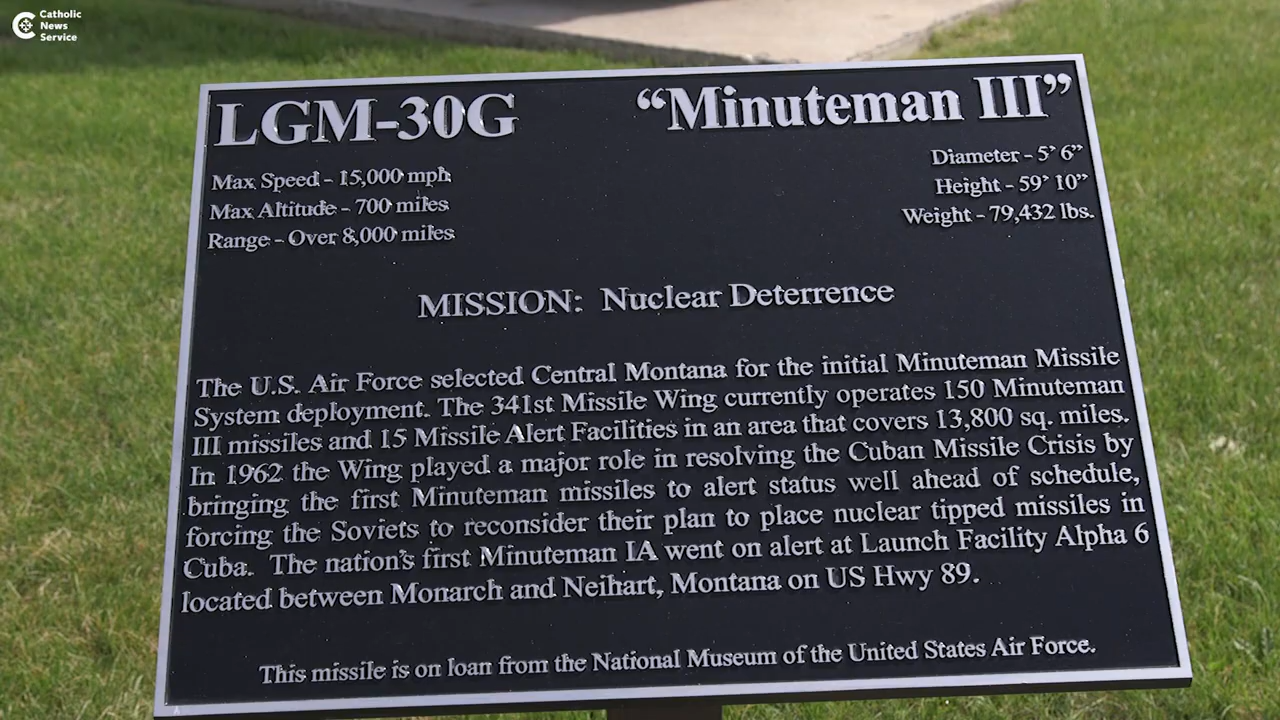 Catholic
News
Service
LGM-30G “Minuteman III”
Max Speed - 15,000 mph
Max Altitude - 700 miles
Range - Over 8,000 miles
Diameter - 5’ 6”
Height - 59’ 10”
Weight - 79,432 lbs.
MISSION: Nuclear Deterrence
The U.S. Air Force selected Central Montana for the initial Minuteman Missile
System deployment. The 341st Missile Wing currently operates 150 Minuteman
III missiles and 15 Missile Alert Facilities in an area that covers 13,800 sq. miles.
In 1962 the Wing played a major role in resolving the Cuban Missile Crisis by
bringing the first Minuteman missiles to alert status well ahead of schedule,
forcing the Soviets to reconsider their plan to place nuclear tipped missiles in
Cuba. The nation’s first Minuteman IA went on alert at Launch Facility Alpha 6
located between Monarch and Neihart, Montana on US Hwy 89.
This missile is on loan from the National Museum of the United States Air Force.